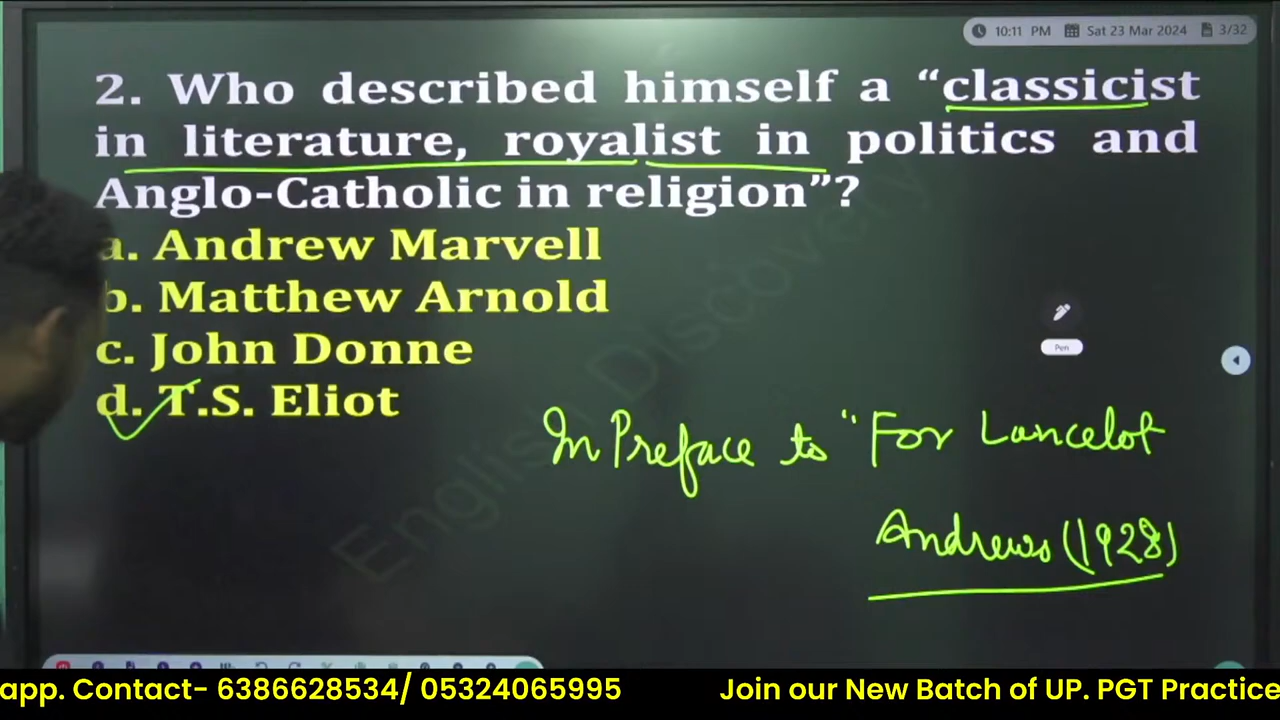 10:11 PM Sat 23 Mar 2024 3/32
2. Who described himself a “classicist
in literature, royalist in politics and
Anglo-Catholic in religion”?
a. Andrew Marvell
b. Matthew Arnold
c. John Donne
d. T.S. Eliot
Pen
In Preface to "For Lancelot
Andrews (1928)
English Discovery
app. Contact- 6386628534/ 05324065995 Join our New Batch of UP. PGT Practice